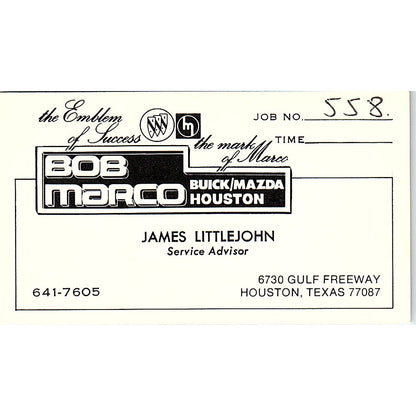 the Emblem
of Success
JOB NO. 558.
the mark
of Marco
TIME
BOB
MARCO
BUICK/MAZDA
HOUSTON
JAMES LITTLEJOHN
Service Advisor
641-7605
6730 GULF FREEWAY
HOUSTON, TEXAS 77087